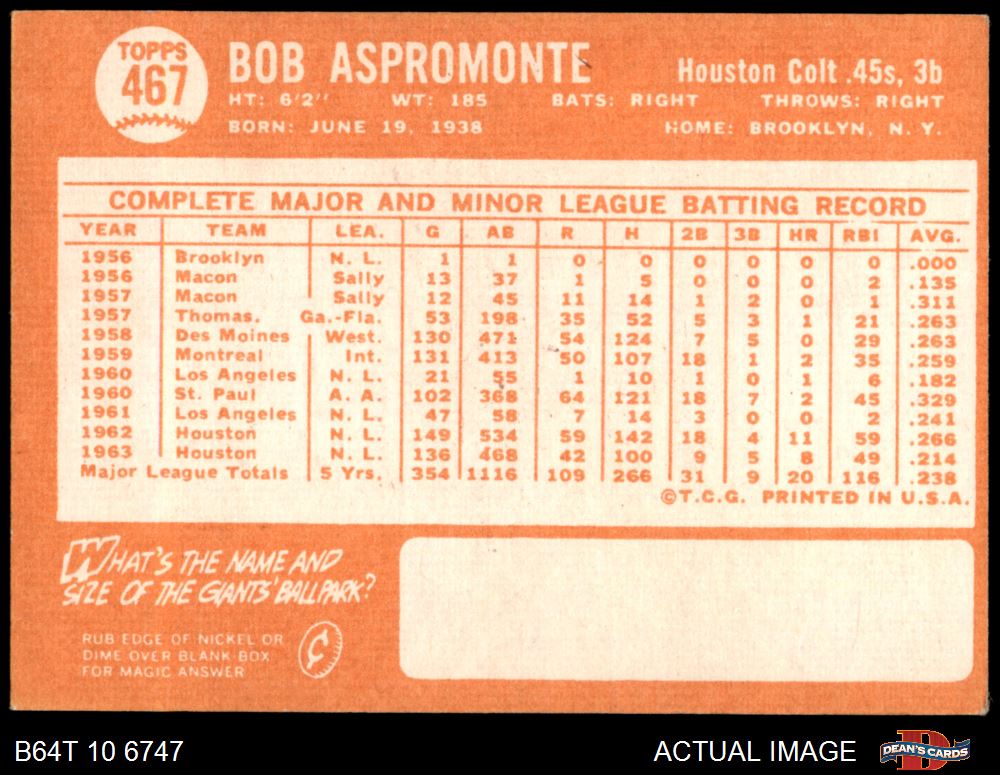 TOPPS
467
BOB ASPROMONTE
Houston Colt .45s, 3b
HT: 6'2" WT: 185 BATS: RIGHT THROWS: RIGHT
BORN: JUNE 19, 1938 HOME: BROOKLYN, N. Y.
COMPLETE MAJOR AND MINOR LEAGUE BATTING RECORD
YEAR TEAM LEA. G AB R H 2B 3B HR RBI AVG.
1956 Brooklyn N. L. 1 1 0 0 0 0 0 0 .000
1956 Macon Sally 13 37 1 5 0 0 0 2 .135
1957 Macon Sally 12 45 11 14 1 2 0 1 .311
1957 Thomas. Ga.-Fla. 53 198 35 52 5 3 1 21 .263
1958 Des Moines West. 130 471 54 124 7 5 0 29 .263
1959 Montreal Int. 131 413 50 107 18 1 2 35 .259
1960 Los Angeles N. L. 21 55 1 10 1 0 1 6 .182
1960 St. Paul A. A. 102 368 64 121 18 7 2 45 .329
1961 Los Angeles N. L. 47 58 7 14 3 0 0 2 .241
1962 Houston N. L. 149 534 59 142 18 4 11 59 .266
1963 Houston N. L. 136 468 42 100 9 5 8 49 .214
Major League Totals 5 Yrs. 354 1116 109 266 31 9 20 116 .238
©T.C.G. PRINTED IN U.S.A.
WHAT'S THE NAME AND
SIZE OF THE GIANTS' BALLPARK?
RUB EDGE OF NICKEL OR
DIME OVER BLANK BOX
FOR MAGIC ANSWER
¢
B64T 10 6747
ACTUAL IMAGE
D
DEAN'S CARDS